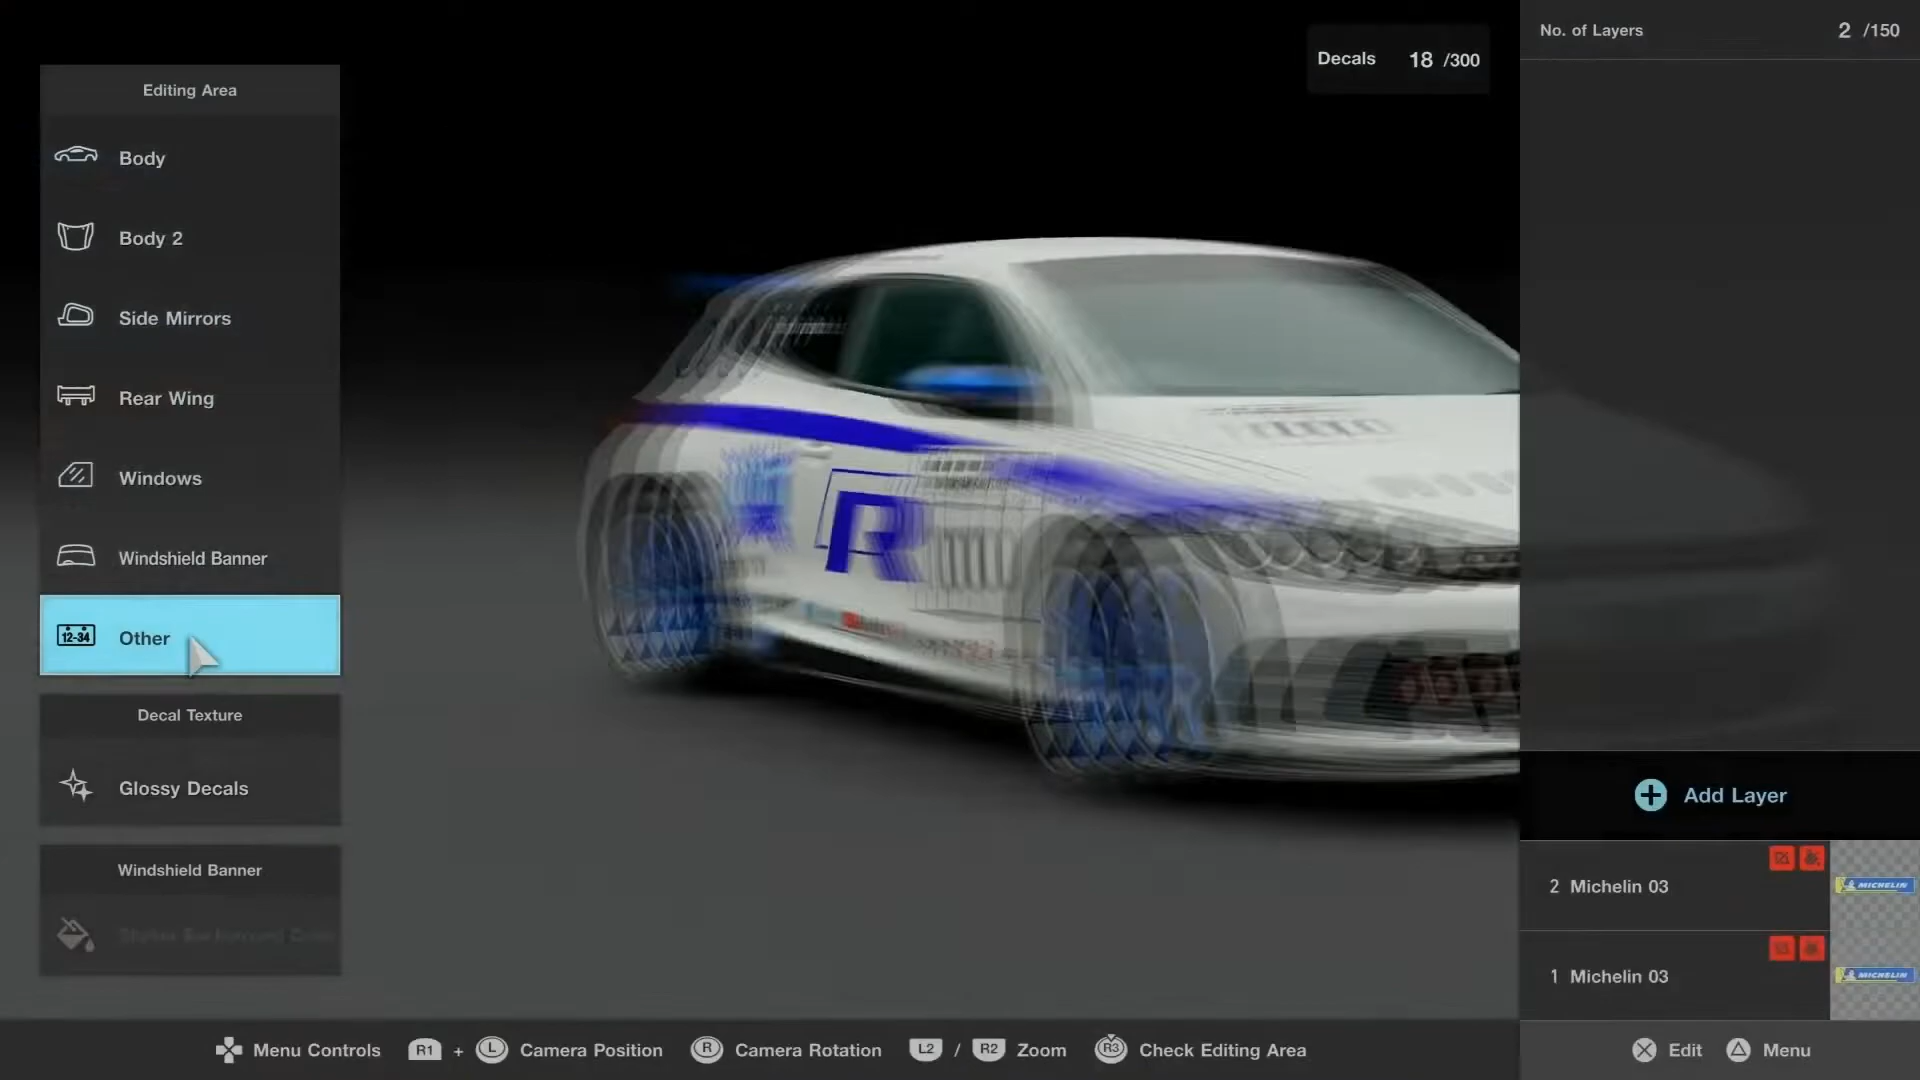 Editing Area
Body
Body 2
Side Mirrors
Rear Wing
Windows
Windshield Banner
12-34 Other
Decal Texture
Glossy Decals
Windshield Banner
Decals 18 /300
R
No. of Layers 2 /150
Add Layer
2 Michelin 03
MICHELIN
1 Michelin 03
MICHELIN
Menu Controls R1 + L Camera Position R Camera Rotation L2 / R2 Zoom R3 Check Editing Area
Edit Menu